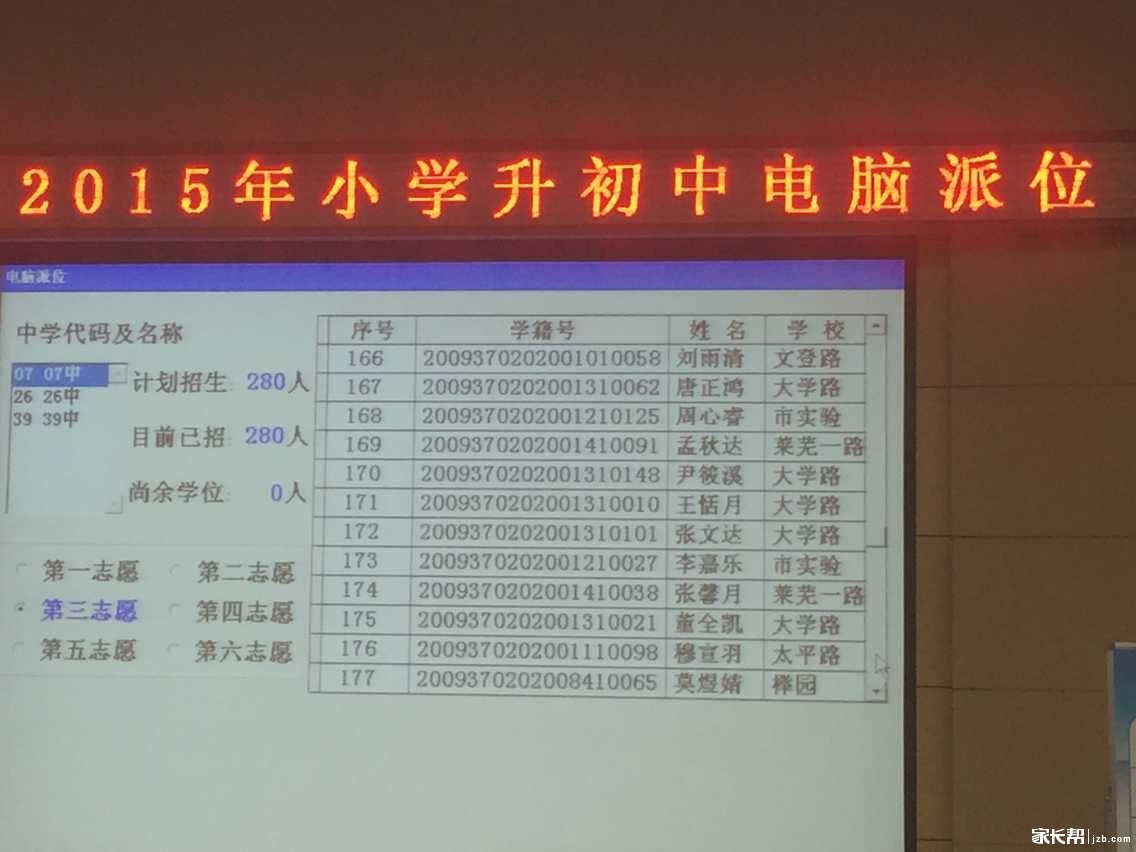 2015年小学升初中电脑派位
电脑派位
中学代码及名称
07 07中
26 26中
39 39中
计划招生: 280人
目前已招: 280人
尚余学位: 0人
第一志愿 第二志愿
第三志愿 第四志愿
第五志愿 第六志愿
序号 学籍号 姓 名 学 校
166 2009370202001010058 刘雨清 文登路
167 2009370202001310062 唐正鸿 大学路
168 2009370202001210125 周心睿 市实验
169 2009370202001410091 孟秋达 莱芜一路
170 2009370202001310148 尹筱溪 大学路
171 2009370202001310010 王恬月 大学路
172 2009370202001310101 张文达 大学路
173 2009370202001210027 李嘉乐 市实验
174 2009370202001410038 张馨月 莱芜一路
175 2009370202001310021 董全凯 大学路
176 2009370202001110098 穆宣羽 太平路
177 2009370202008410065 莫煜婧 榉园
家长帮 jzb.com